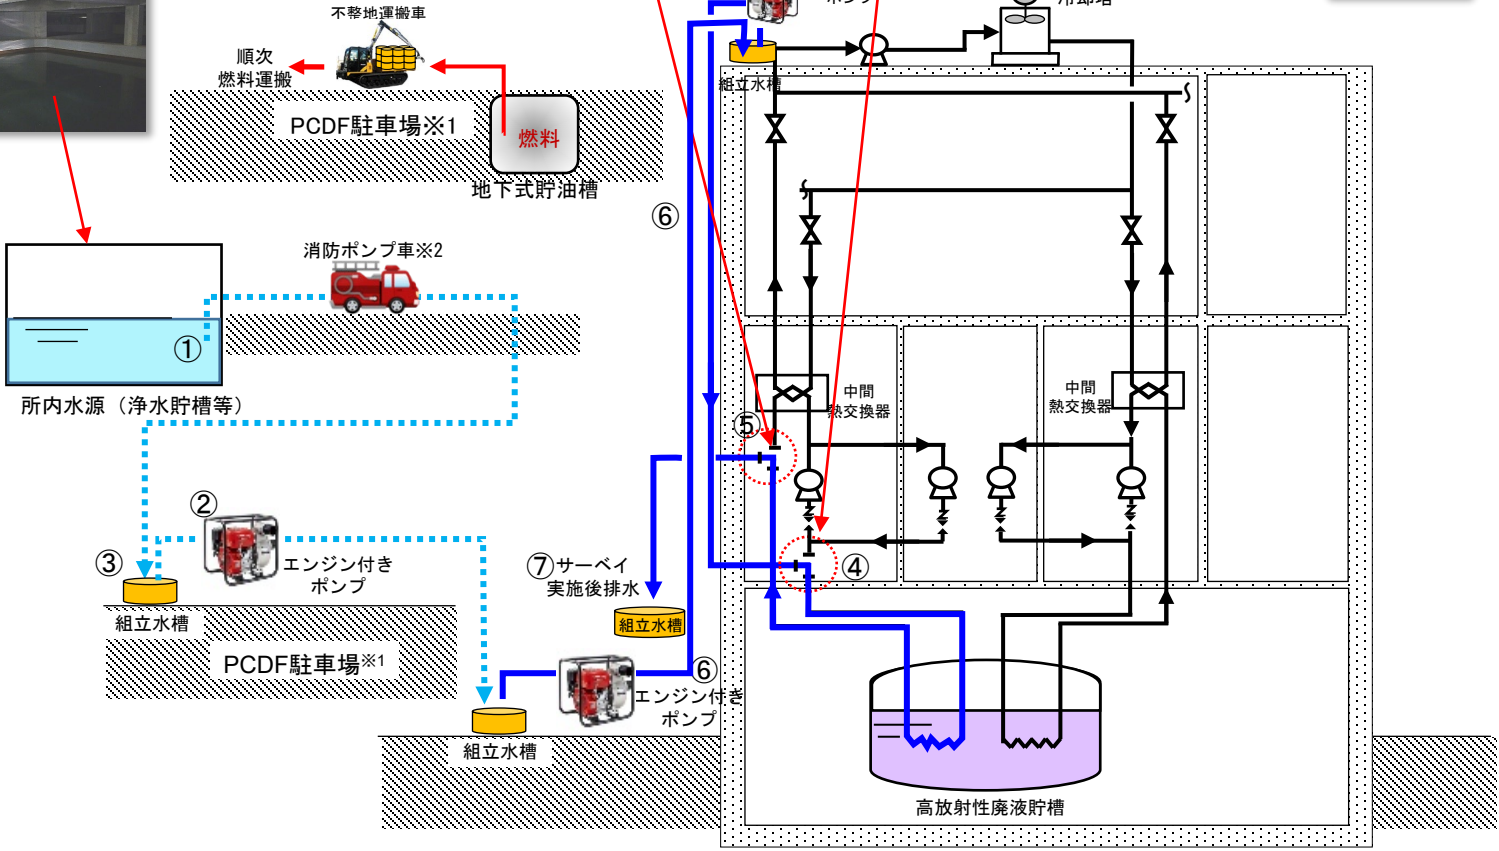 不整地運搬車
ポンプ
冷却塔
順次
燃料運搬
組立水槽
PCDF駐車場※1
燃料
地下式貯油槽
⑥
消防ポンプ車※2
①
所内水源（浄水貯槽等）
中間
熱交換器
中間
熱交換器
⑤
②
③
エンジン付き
ポンプ
⑦サーベイ
実施後排水
④
組立水槽
組立水槽
PCDF駐車場※1
⑥
エンジン付き
ポンプ
組立水槽
高放射性廃液貯槽